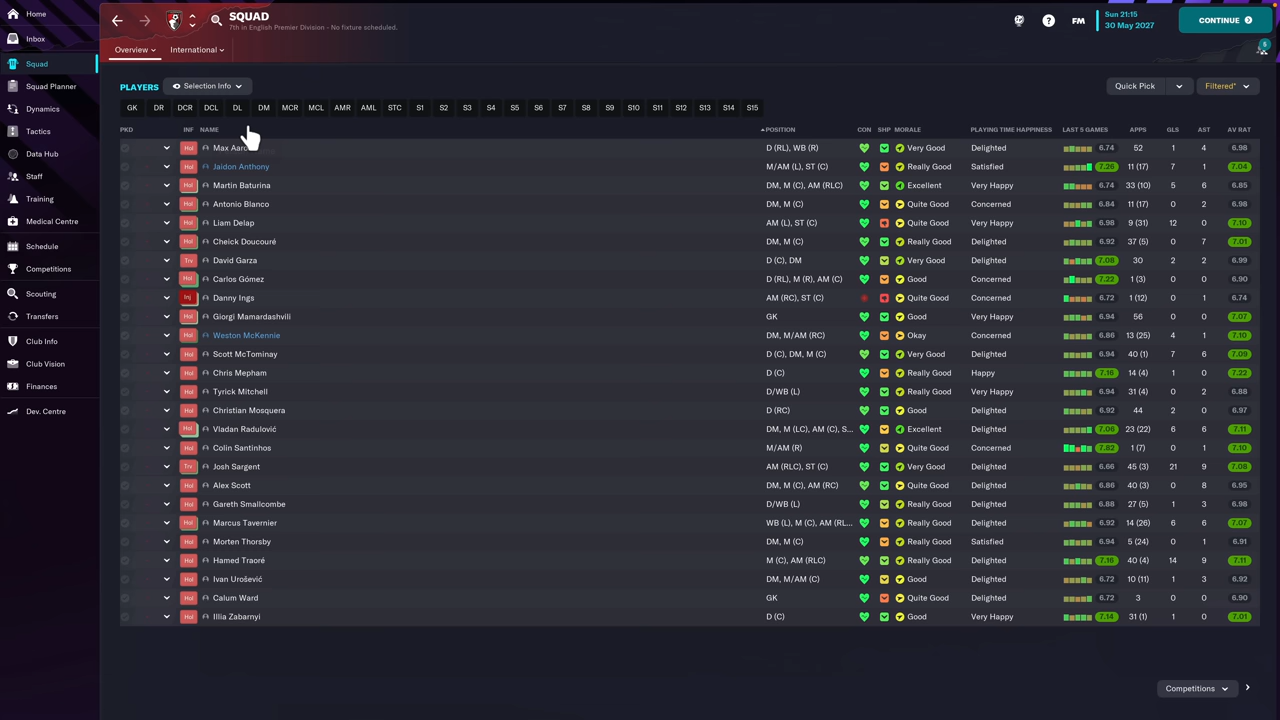 Home
Inbox
Squad
Squad Planner
Dynamics
Tactics
Data Hub
Staff
Training
Medical Centre
Schedule
Competitions
Scouting
Transfers
Club Info
Club Vision
Finances
Dev. Centre
SQUAD
7th in English Premier Division - No fixture scheduled.
FM
Sun 21:15
30 May 2027
CONTINUE
Overview International
5
PLAYERS Selection Info Quick Pick Filtered*
GK DR DCR DCL DL DM MCR MCL AMR AML STC S1 S2 S3 S4 S5 S6 S7 S8 S9 S10 S11 S12 S13 S14 S15
PKD INF NAME POSITION CON SHP MORALE PLAYING TIME HAPPINESS LAST 5 GAMES APPS GLS AST AV RAT
Hol Max D (RL), WB (R) Very Good Delighted 6.74 52 1 4 6.98
Hol Jaidon Anthony M/AM (L), ST (C) Really Good Satisfied 7.26 11 (17) 7 1 7.04
Hol Martin Baturina DM, M (C), AM (RLC) Excellent Very Happy 6.74 33 (10) 5 6 6.85
Hol Antonio Blanco DM, M (C) Quite Good Concerned 6.84 11 (17) 0 2 6.98
Hol Liam Delap AM (L), ST (C) Quite Good Very Happy 6.98 9 (31) 12 0 7.10
Hol Cheick Doucouré DM, M (C) Really Good Delighted 6.92 37 (5) 0 7 7.01
Trv David Garza D (C), DM Very Good Delighted 7.08 30 2 2 6.99
Hol Carlos Gómez D (RL), M (R), AM (C) Good Concerned 7.22 1 (3) 0 0 6.90
Inj Danny Ings AM (RC), ST (C) Quite Good Concerned 6.72 1 (12) 0 1 6.74
Hol Giorgi Mamardashvili GK Good Very Happy 6.94 56 0 0 7.07
Hol Weston McKennie DM, M/AM (RC) Okay Concerned 6.86 13 (25) 4 1 7.10
Hol Scott McTominay D (C), DM, M (C) Very Good Delighted 6.94 40 (1) 7 6 7.09
Hol Chris Mepham D (C) Really Good Happy 7.16 14 (4) 1 0 7.22
Hol Tyrick Mitchell D/WB (L) Really Good Very Happy 6.94 31 (4) 0 2 6.88
Hol Christian Mosquera D (RC) Good Delighted 6.92 44 2 0 6.97
Hol Vladan Radulović DM, M (LC), AM (C), S... Excellent Delighted 7.06 23 (22) 6 6 7.11
Hol Colin Santinhos M/AM (R) Quite Good Concerned 7.82 1 (7) 0 1 7.10
Trv Josh Sargent AM (RLC), ST (C) Very Good Delighted 6.66 45 (3) 21 9 7.08
Hol Alex Scott DM, M (C), AM (RC) Quite Good Delighted 6.86 40 (3) 0 8 6.95
Hol Gareth Smallcombe D/WB (L) Really Good Delighted 6.88 27 (5) 1 3 6.98
Hol Marcus Tavernier WB (L), M (C), AM (RL... Really Good Delighted 6.92 14 (26) 6 6 7.07
Hol Morten Thorsby DM, M (C) Really Good Satisfied 6.94 5 (24) 0 1 6.91
Hol Hamed Traoré M (C), AM (RLC) Really Good Delighted 7.16 40 (4) 14 9 7.11
Hol Ivan Urošević DM, M/AM (C) Good Delighted 6.72 10 (11) 1 3 6.92
Hol Calum Ward GK Quite Good Delighted 6.72 3 0 0 6.90
Hol Illia Zabarnyi D (C) Good Very Happy 7.14 31 (1) 1 0 7.01
Competitions